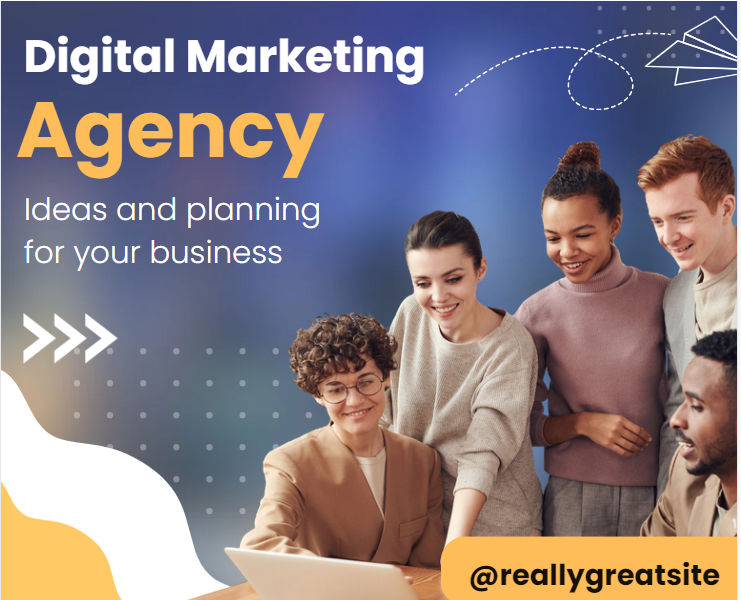 Digital Marketing
Agency
Ideas and planning
for your business
@reallygreatsite